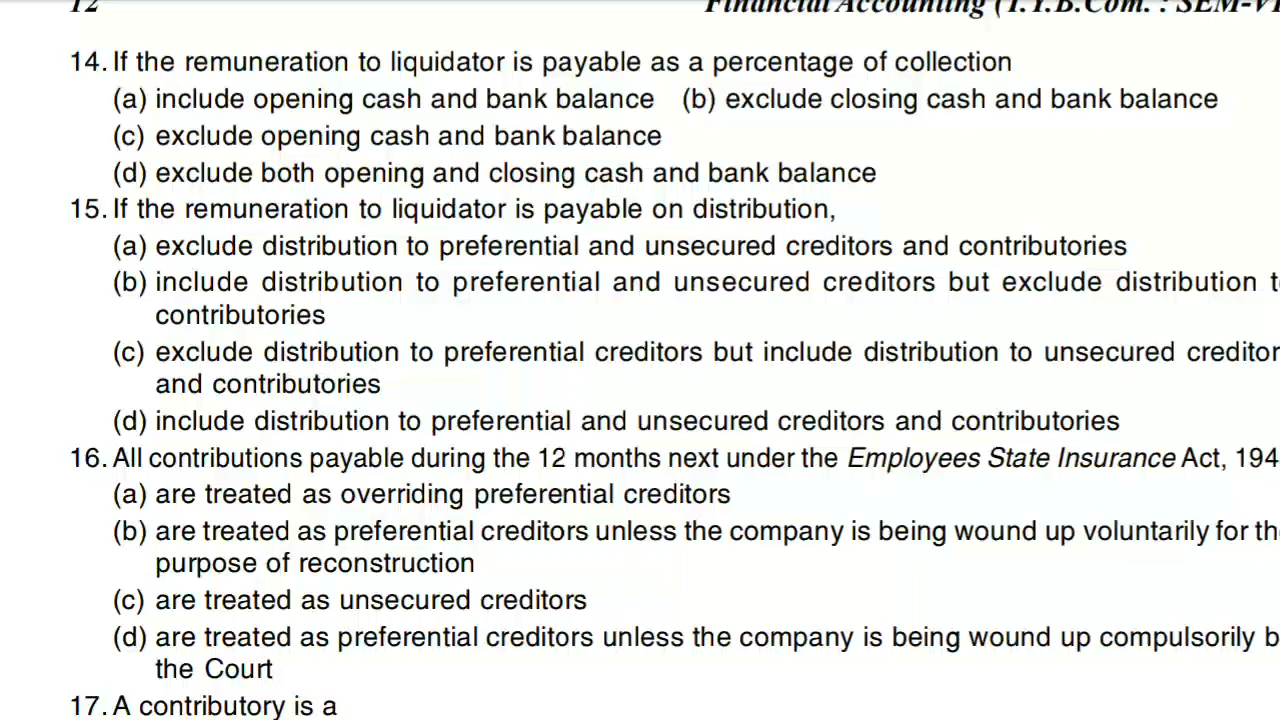 12 Financial Accounting (T.Y.B.Com. : SEM-VI
14. If the remuneration to liquidator is payable as a percentage of collection
(a) include opening cash and bank balance (b) exclude closing cash and bank balance
(c) exclude opening cash and bank balance
(d) exclude both opening and closing cash and bank balance
15. If the remuneration to liquidator is payable on distribution,
(a) exclude distribution to preferential and unsecured creditors and contributories
(b) include distribution to preferential and unsecured creditors but exclude distribution t
contributories
(c) exclude distribution to preferential creditors but include distribution to unsecured creditor
and contributories
(d) include distribution to preferential and unsecured creditors and contributories
16. All contributions payable during the 12 months next under the Employees State Insurance Act, 194
(a) are treated as overriding preferential creditors
(b) are treated as preferential creditors unless the company is being wound up voluntarily for th
purpose of reconstruction
(c) are treated as unsecured creditors
(d) are treated as preferential creditors unless the company is being wound up compulsorily b
the Court
17. A contributory is a